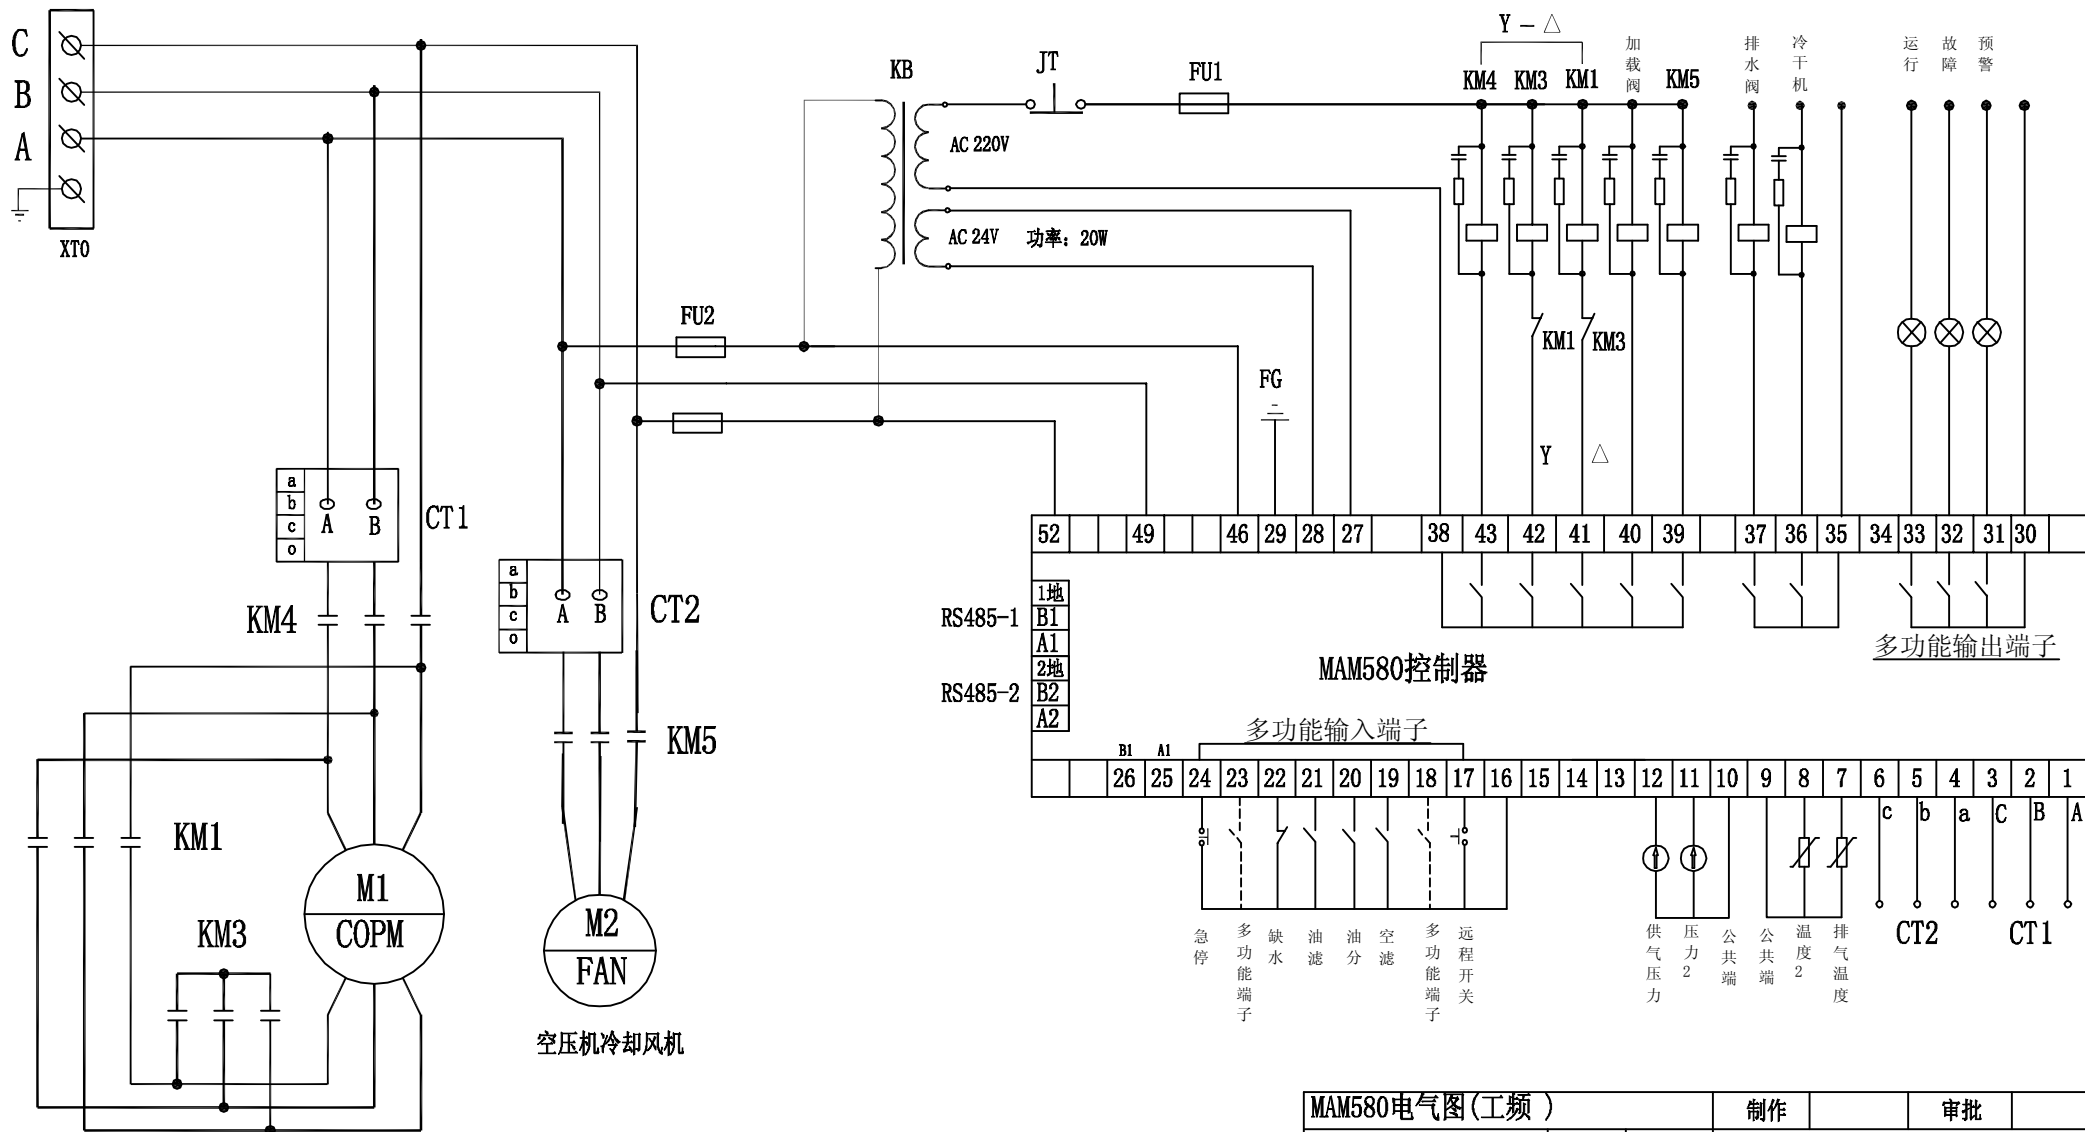 C
B
A
XT0
KB
JT
FU1
AC 220V
AC 24V 功率：20W
Y - △
KM4 KM3 KM1 加载阀 KM5 排水阀 冷干机 运行 故障 预警
KM1 KM3
FU2
FG
Y △
a
b
c
o
A B
CT1
KM4
a
b
c
o
A B
CT2
KM5
KM1
KM3
M1
COPM
M2
FAN
空压机冷却风机
52 49 46 29 28 27 38 43 42 41 40 39 37 36 35 34 33 32 31 30
RS485-1
1地
B1
A1
RS485-2
2地
B2
A2
MAM580控制器
多功能输出端子
多功能输入端子
B1 A1
26 25 24 23 22 21 20 19 18 17 16 15 14 13 12 11 10 9 8 7 6 5 4 3 2 1
c b a C B A
急停 多功能端子 缺水 油滤 油分 空滤 多功能端子 远程开关 供气压力 压力2 公共端 公共端 温度2 排气温度
CT2 CT1
MAM580电气图(工频 ) 制作 审批